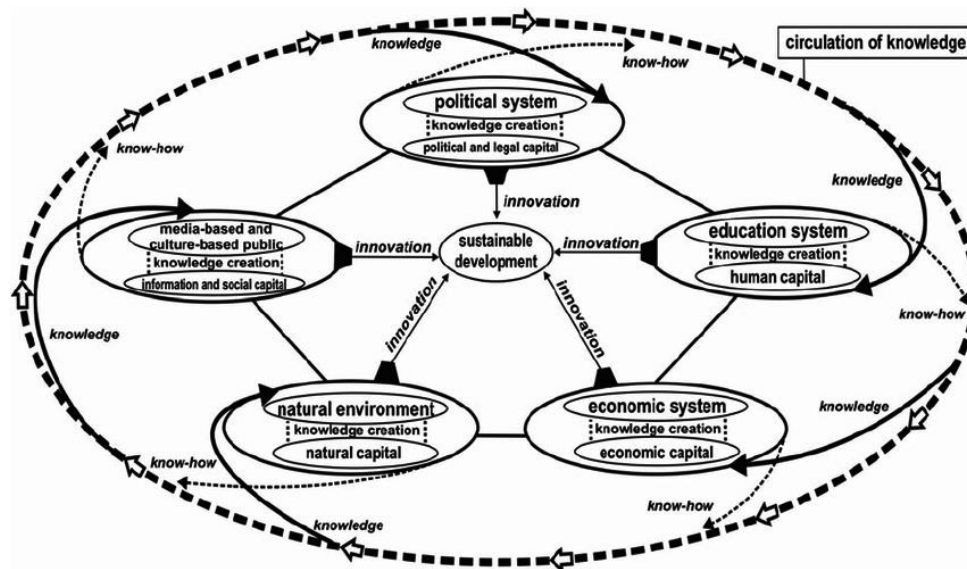 knowledge
know-how
circulation of knowledge
political system
knowledge creation
political and legal capital
know-how
knowledge
innovation
media-based and
culture-based public
knowledge creation
information and social capital
innovation
sustainable
development
innovation
education system
knowledge creation
human capital
know-how
knowledge
innovation
innovation
natural environment
knowledge creation
natural capital
economic system
knowledge creation
economic capital
knowledge
know-how
know-how
knowledge